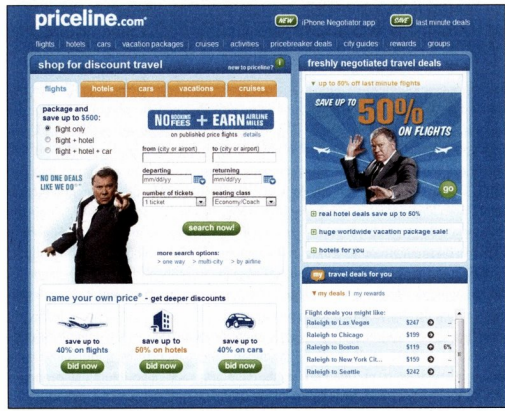 priceline.com®
NEW iPhone Negotiator app
SAVE last minute deals
flights | hotels | cars | vacation packages | cruises | activities | pricebreaker deals | city guides | rewards | groups
shop for discount travel
new to priceline? i
flights hotels cars vacations cruises
package and
save up to $500:
flight only
flight + hotel
flight + hotel + car
"NO ONE DEALS
LIKE WE DO"
NO BOOKING FEES + EARN AIRLINE MILES
on published price flights details
from (city or airport) to (city or airport)
departing returning
mm/dd/yy mm/dd/yy
number of tickets seating class
1 ticket Economy/Coach
search now!
more search options:
> one way > multi-city > by airline
name your own price® - get deeper discounts
save up to
40% on flights
bid now
save up to
50% on hotels
bid now
save up to
40% on cars
bid now
freshly negotiated travel deals
up to 50% off last minute flights
SAVE UP TO
50%
ON FLIGHTS
go
real hotel deals save up to 50%
huge worldwide vacation package sale!
hotels for you
my travel deals for you
my deals | my rewards
Flight deals you might like:
Raleigh to Las Vegas $247 --
Raleigh to Chicago $199 --
Raleigh to Boston $119 6%
Raleigh to New York Cit... $159 --
Raleigh to Seattle $242 --